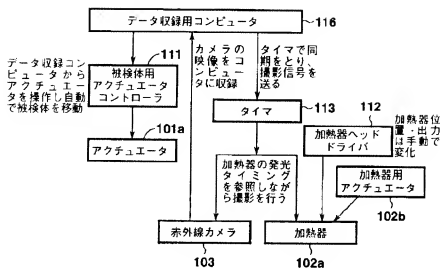 データ収録用コンピュータ
116
データ収録コン
ピュータから
アクチュエー
タを操作し自動
で被検体を移動
111
被検体用
アクチュエータ
コントローラ
101a
アクチュエータ
カメラの
映像をコ
ンピュー
タに収録
タイマで同
期をとり、
撮影信号を
送る
113
タイマ
112
加熱器ヘッド
ドライバ
加熱器位
置・出力
は手動で
変化
加熱器の発光
タイミング
を参照しなが
ら撮影を行う
加熱器用
アクチュエータ
102b
赤外線カメラ
103
加熱器
102a